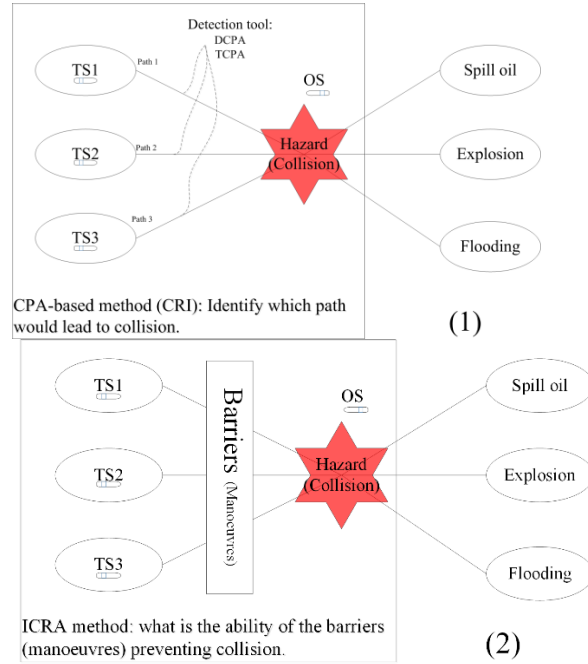 Detection tool:
DCPA
TCPA
TS1
Path 1
OS
Spill oil
TS2
Path 2
Hazard
(Collision)
Explosion
TS3
Path 3
Flooding
CPA-based method (CRI): Identify which path
would lead to collision.
(1)
TS1
Barriers (Manoeuvres)
OS
Spill oil
TS2
Hazard
(Collision)
Explosion
TS3
Flooding
ICRA method: what is the ability of the barriers
(manoeuvres) preventing collision.
(2)